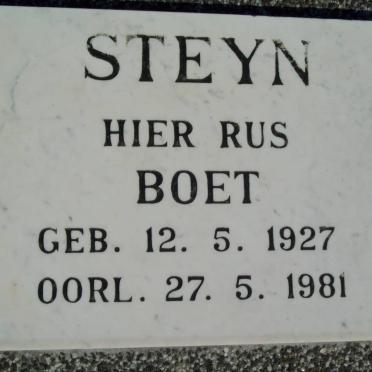 STEYN
HIER RUS
BOET
GEB. 12. 5. 1927
OORL. 27. 5. 1981